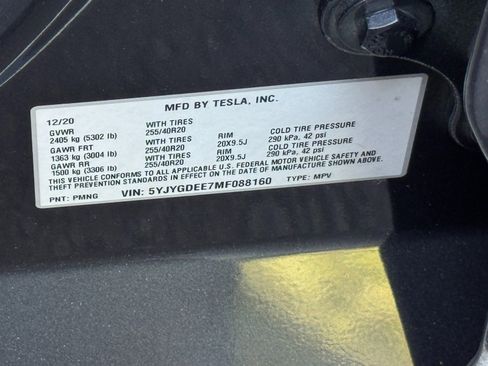 MFD BY TESLA, INC.
12/20
GVWR WITH TIRES RIM COLD TIRE PRESSURE
2405 kg (5302 lb) 255/40R20 20X9.5J 290 kPa, 42 psi
GAWR FRT WITH TIRES RIM COLD TIRE PRESSURE
1363 kg (3004 lb) 255/40R20 20X9.5J 290 kPa, 42 psi
GAWR RR WITH TIRES
1500 kg (3306 lb) 255/40R20
THIS VEHICLE CONFORMS TO ALL APPLICABLE U.S. FEDERAL MOTOR VEHICLE SAFETY AND
THEFT PREVENTION STANDARDS IN EFFECT ON THE DATE OF MANUFACTURE SHOWN ABOVE.
PNT: PMNG VIN: 5YJYGDEE7MF088160 TYPE: MPV